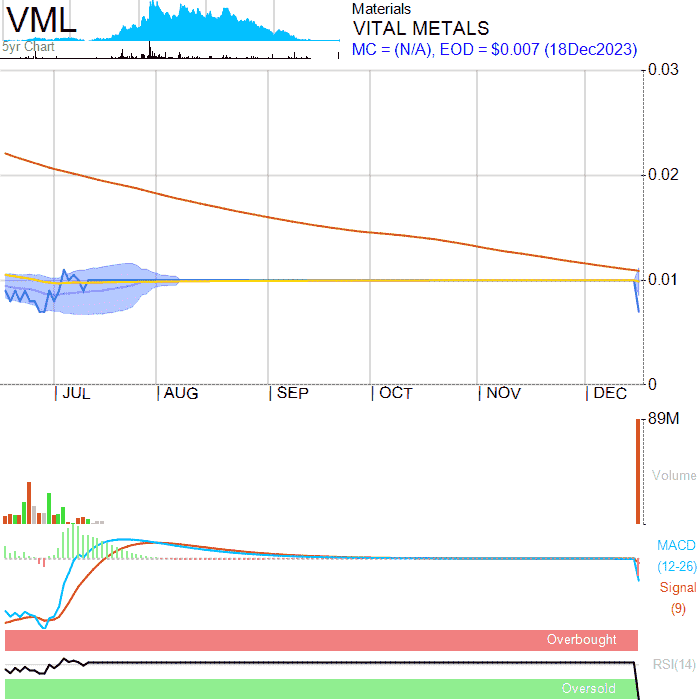 VML
5yr Chart
Materials
VITAL METALS
MC = (N/A), EOD = $0.007 (18Dec2023)
0.03
0.02
0.01
0
JUL AUG SEP OCT NOV DEC
89M
Volume
MACD
(12-26)
Signal
(9)
Overbought
RSI(14)
Oversold